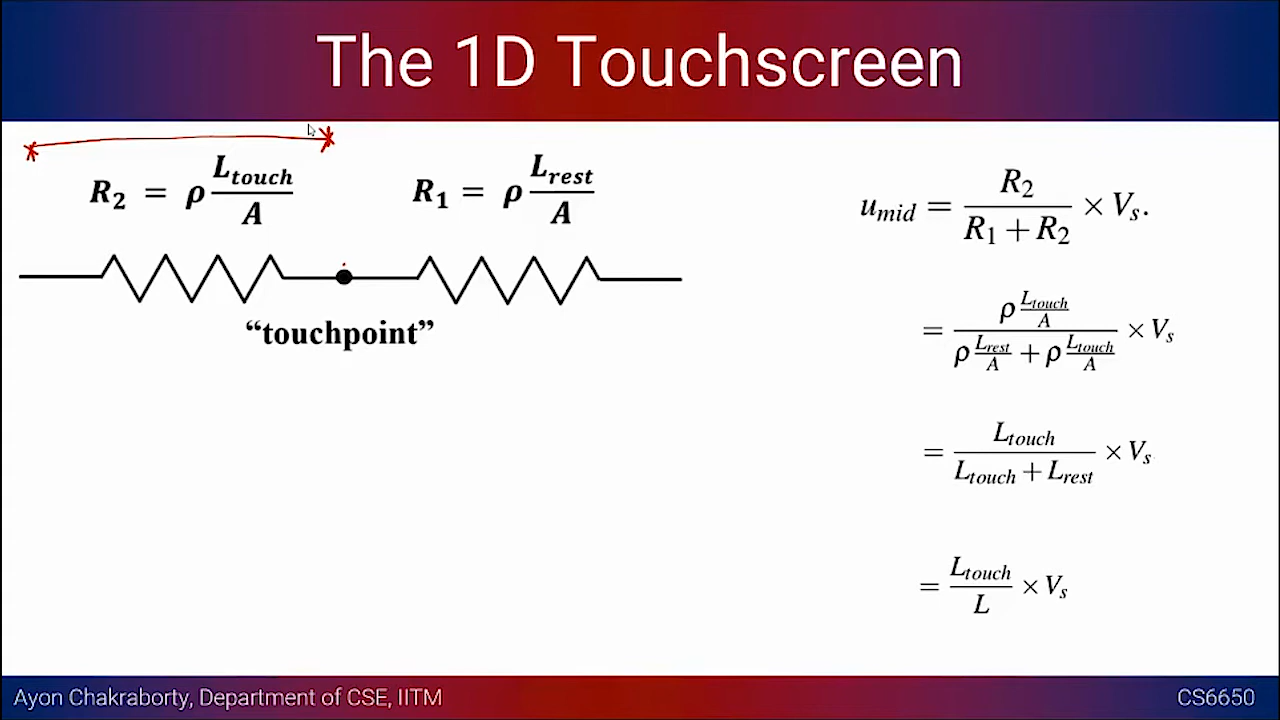 The 1D Touchscreen
R₂ = ρ L_touch / A
R₁ = ρ L_rest / A
“touchpoint”
u_mid = R₂ / (R₁ + R₂) × V_s.
= (ρ L_touch / A) / (ρ L_rest / A + ρ L_touch / A) × V_s
= L_touch / (L_touch + L_rest) × V_s
= L_touch / L × V_s
Ayon Chakraborty, Department of CSE, IITM
CS6650